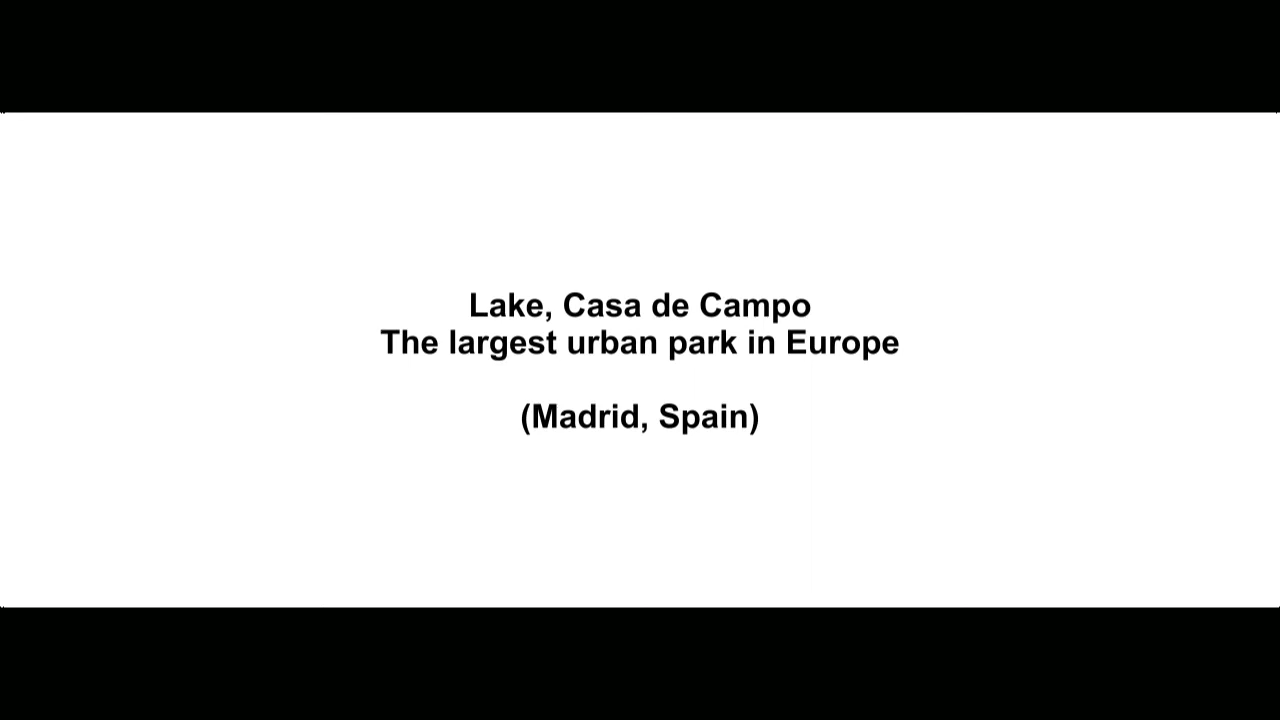 Lake, Casa de Campo
The largest urban park in Europe
(Madrid, Spain)